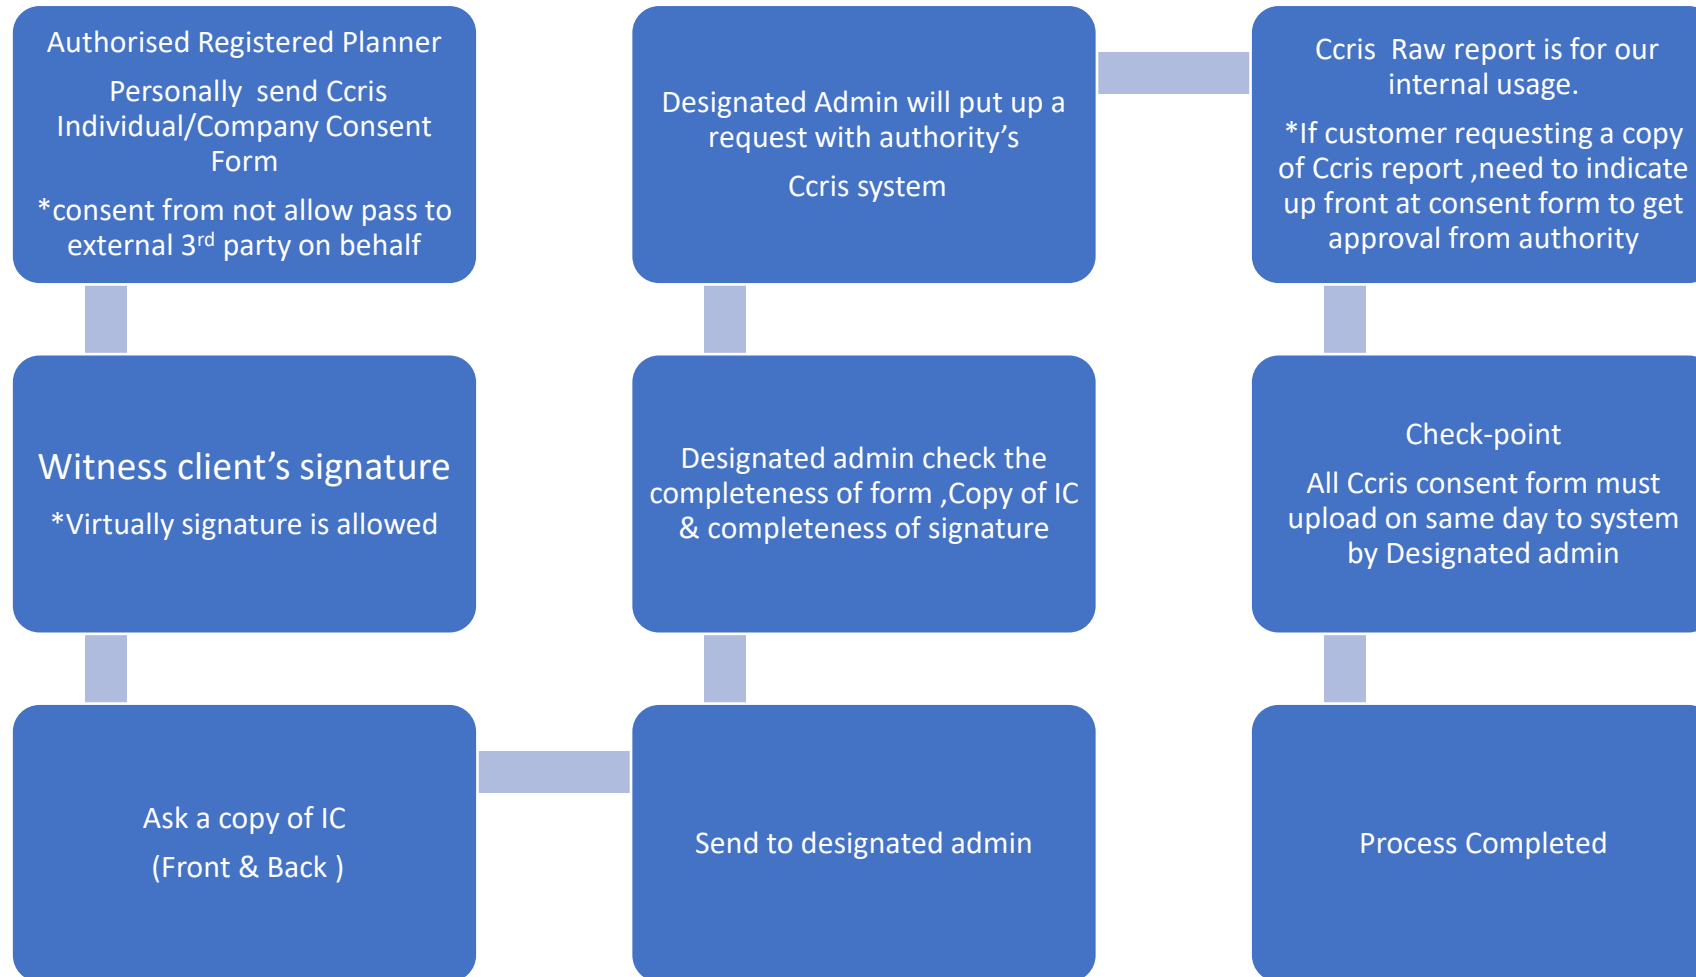 Authorised Registered Planner
Personally send Ccris
Individual/Company Consent
Form
*consent from not allow pass to
external 3rd party on behalf
Witness client’s signature
*Virtually signature is allowed
Ask a copy of IC
(Front & Back )
Send to designated admin
Designated admin check the
completeness of form ,Copy of IC
& completeness of signature
Designated Admin will put up a
request with authority’s
Ccris system
Ccris Raw report is for our
internal usage.
*If customer requesting a copy
of Ccris report ,need to indicate
up front at consent form to get
approval from authority
Check-point
All Ccris consent form must
upload on same day to system
by Designated admin
Process Completed